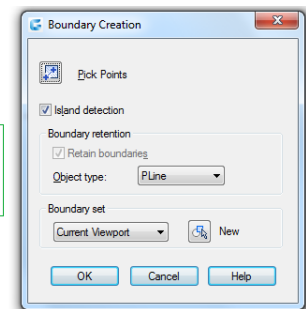 Boundary Creation
Pick Points
Island detection
Boundary retention
Retain boundaries
Object type: PLine
Boundary set
Current Viewport New
OK Cancel Help